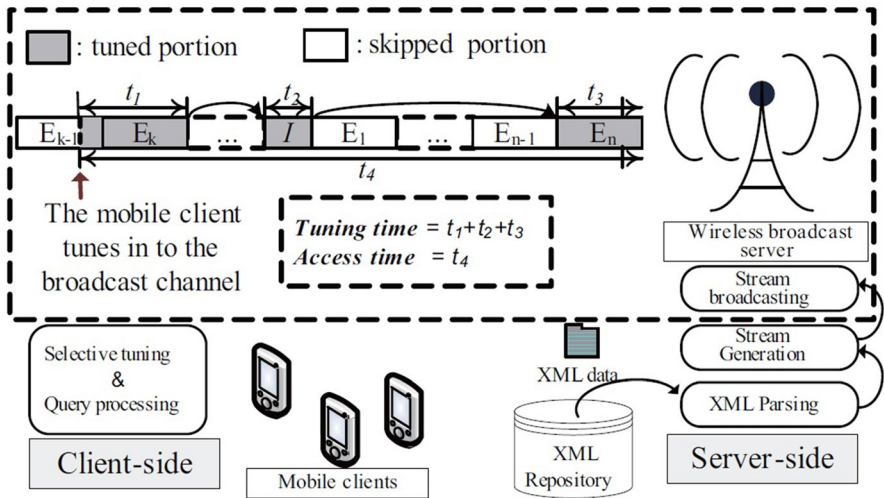 : tuned portion
: skipped portion
t1
t2
t3
Ek-1
Ek
...
I
E1
...
En-1
En
t4
The mobile client
tunes in to the
broadcast channel
Tuning time = t1+t2+t3
Access time = t4
Wireless broadcast
server
Stream
broadcasting
Stream
Generation
XML Parsing
Selective tuning
&
Query processing
XML data
XML
Repository
Client-side
Mobile clients
Server-side